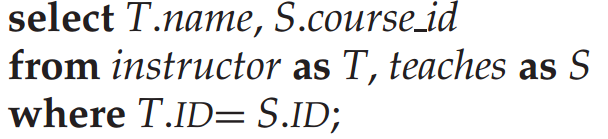 select T.name, S.course_id
from instructor as T, teaches as S
where T.ID= S.ID;